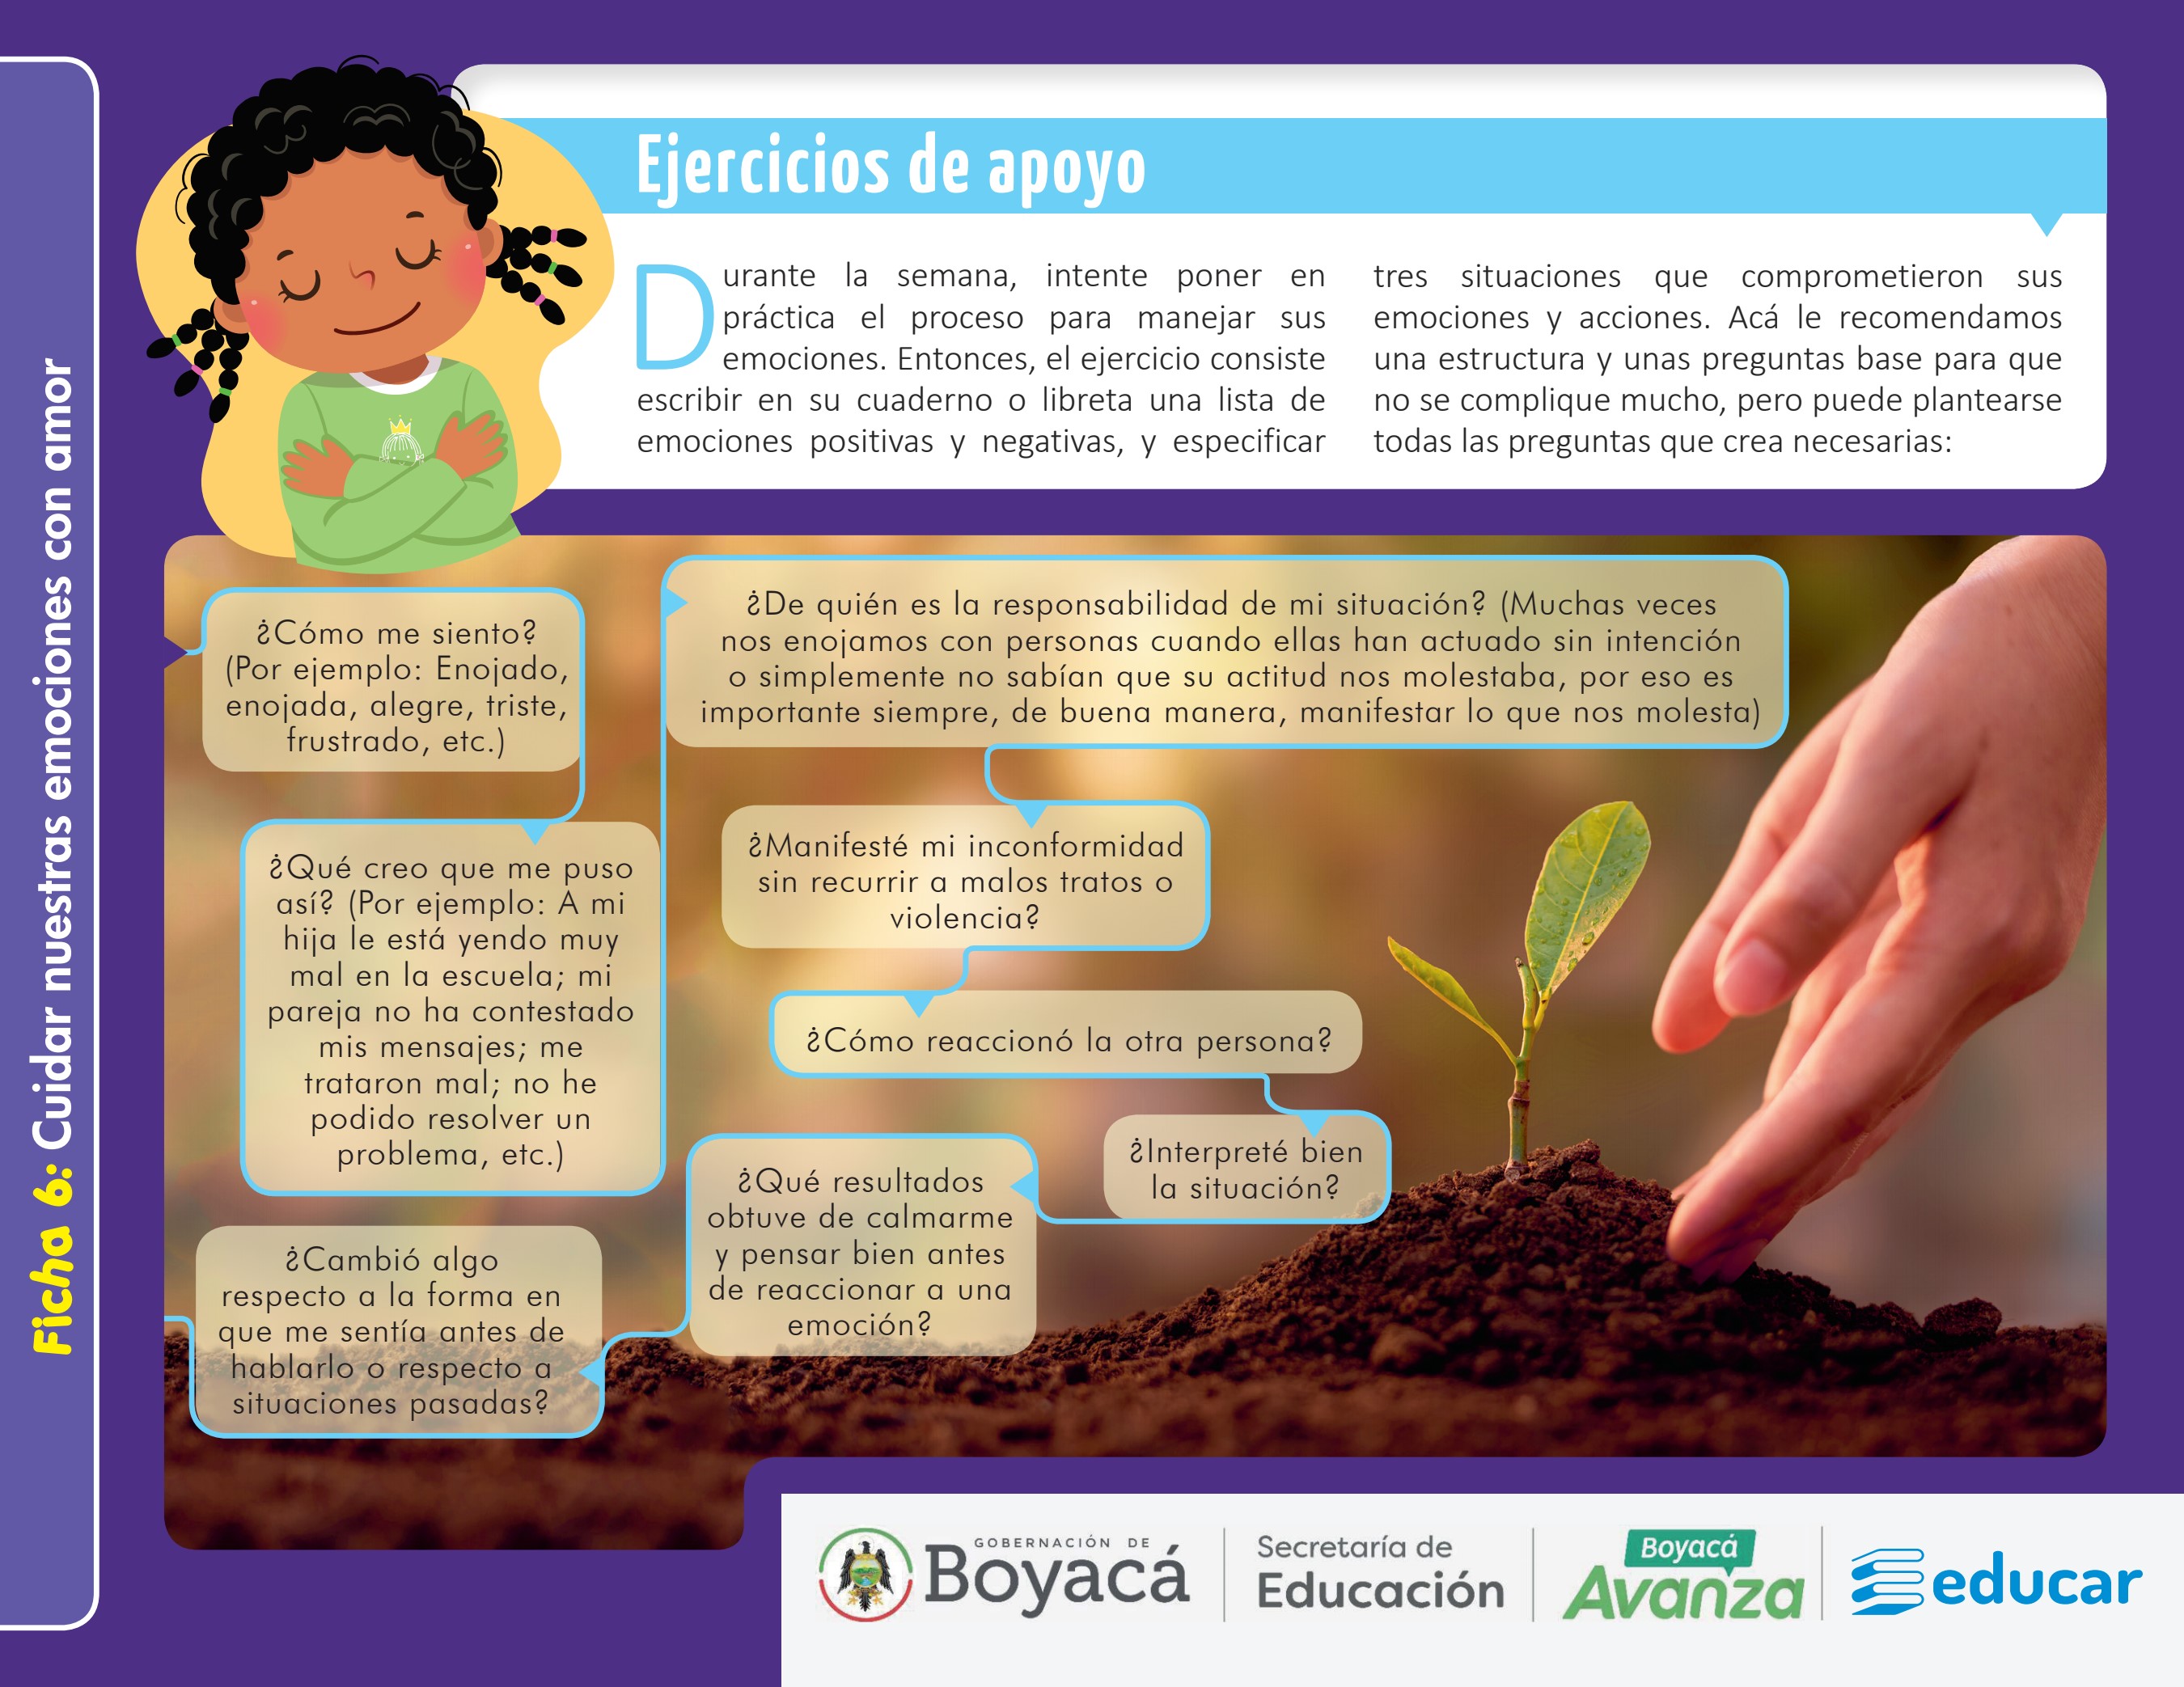 Ficha 6: Cuidar nuestras emociones con amor
Ejercicios de apoyo
Durante la semana, intente poner en
práctica el proceso para manejar sus
emociones. Entonces, el ejercicio consiste
escribir en su cuaderno o libreta una lista de
emociones positivas y negativas, y especificar
tres situaciones que comprometieron sus
emociones y acciones. Acá le recomendamos
una estructura y unas preguntas base para que
no se complique mucho, pero puede plantearse
todas las preguntas que crea necesarias:
¿Cómo me siento?
(Por ejemplo: Enojado,
enojada, alegre, triste,
frustrado, etc.)
¿Qué creo que me puso
así? (Por ejemplo: A mi
hija le está yendo muy
mal en la escuela; mi
pareja no ha contestado
mis mensajes; me
trataron mal; no he
podido resolver un
problema, etc.)
¿De quién es la responsabilidad de mi situación? (Muchas veces
nos enojamos con personas cuando ellas han actuado sin intención
o simplemente no sabían que su actitud nos molestaba, por eso es
importante siempre, de buena manera, manifestar lo que nos molesta)
¿Manifesté mi inconformidad
sin recurrir a malos tratos o
violencia?
¿Cómo reaccionó la otra persona?
¿Interpreté bien
la situación?
¿Qué resultados
obtuve de calmarme
y pensar bien antes
de reaccionar a una
emoción?
¿Cambió algo
respecto a la forma en
que me sentía antes de
hablarlo o respecto a
situaciones pasadas?
GOBERNACIÓN DE
Boyacá
Secretaría de
Educación
Boyacá
Avanza
educar